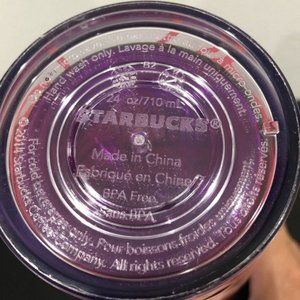 Hand wash only. Lavage à la main uniquement.
24 oz/710 mL
STARBUCKS®
Made in China
Fabriqué en Chine
BPA Free
Sans BPA
For cold beverages only. Pour boissons froides uniquement.
© 2014 Starbucks Coffee Company. All rights reserved. Tous droits réservés.